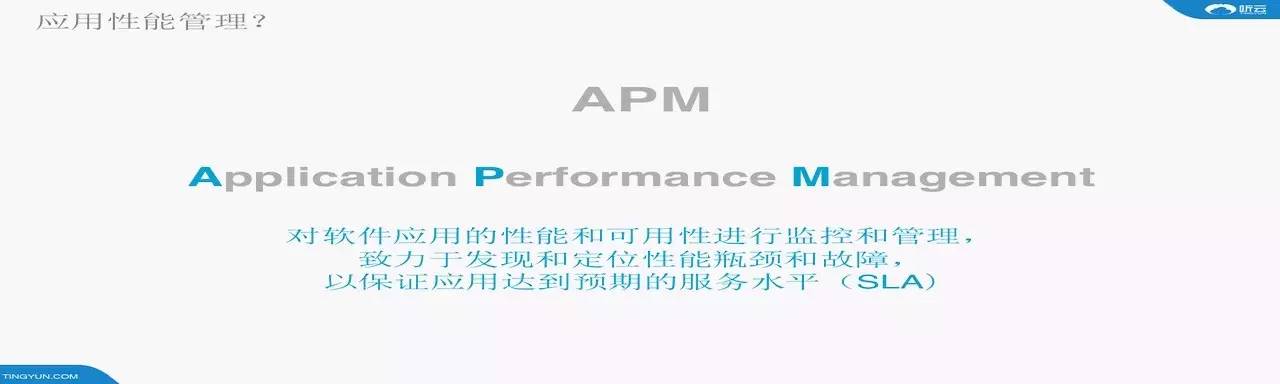 应用性能管理？
听云
APM
Application Performance Management
对软件应用的性能和可用性进行监控和管理，
致力于发现和定位性能瓶颈和故障，
以保证应用达到预期的服务水平（SLA）
TINGYUN.COM